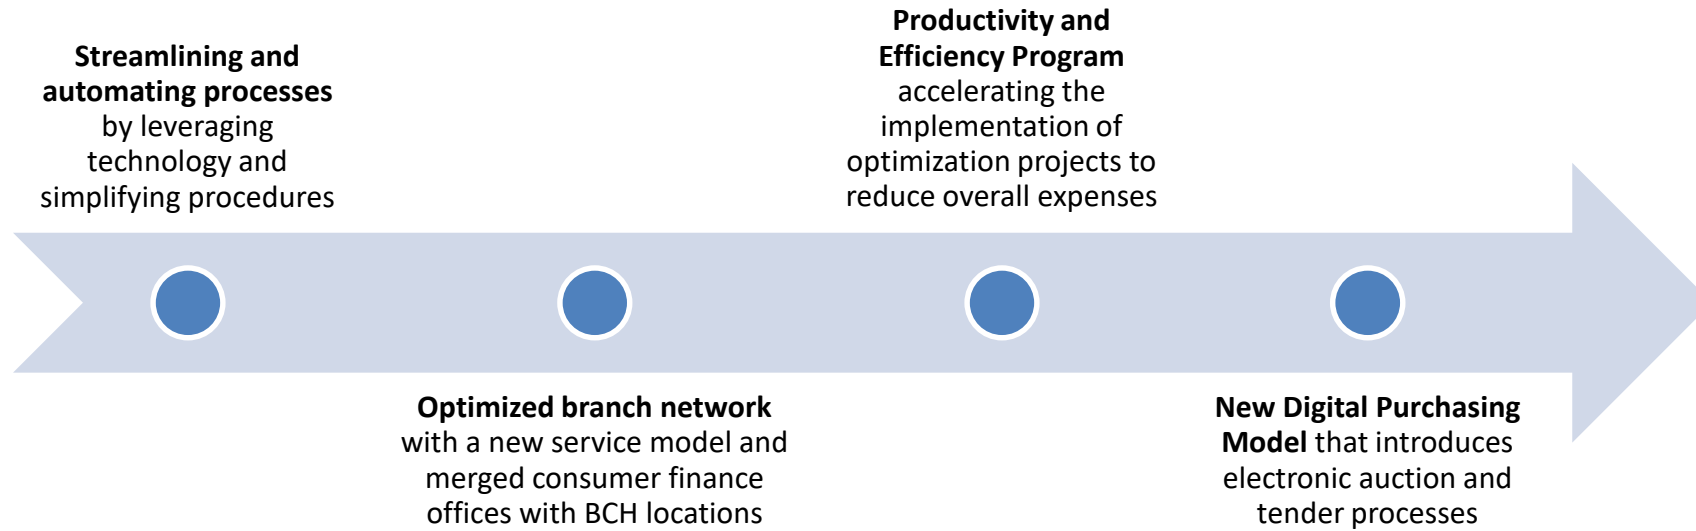 Streamlining and
automating processes
by leveraging
technology and
simplifying procedures
Optimized branch network
with a new service model and
merged consumer finance
offices with BCH locations
Productivity and
Efficiency Program
accelerating the
implementation of
optimization projects to
reduce overall expenses
New Digital Purchasing
Model that introduces
electronic auction and
tender processes